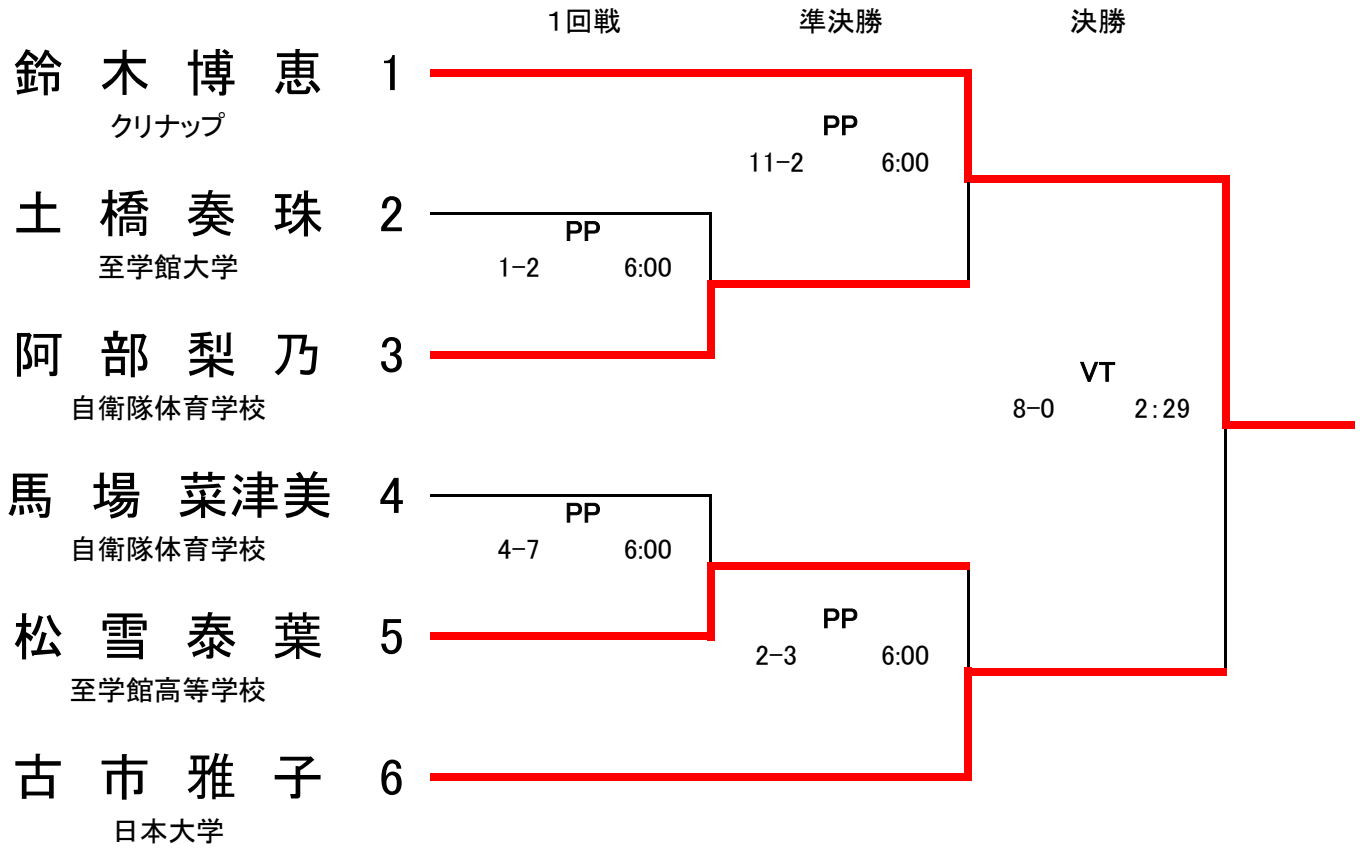 １回戦 準決勝 決勝
鈴 木 博 恵 1
クリナップ
PP
11-2 6:00
土 橋 奏 珠 2
至学館大学
PP
1-2 6:00
阿 部 梨 乃 3
自衛隊体育学校
VT
8-0 2:29
馬 場 菜津美 4
自衛隊体育学校
PP
4-7 6:00
松 雪 泰 葉 5
至学館高等学校
PP
2-3 6:00
古 市 雅 子 6
日本大学